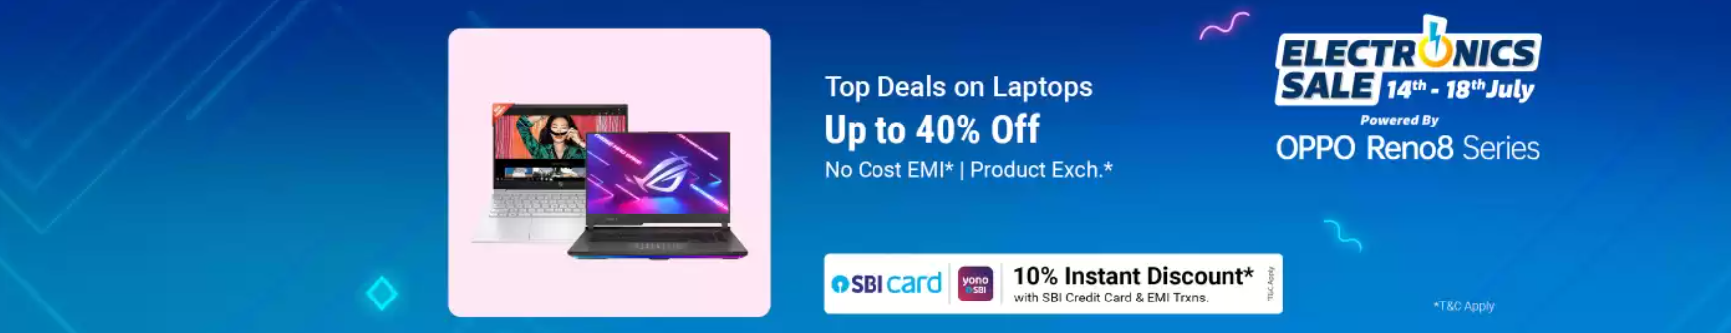 Top Deals on Laptops
Up to 40% Off
No Cost EMI* | Product Exch.*
SBI card
yono
SBI
10% Instant Discount*
with SBI Credit Card & EMI Trxns.
T&C Apply
ELECTRONICS
SALE 14th - 18th July
Powered By
OPPO Reno8 Series
*T&C Apply